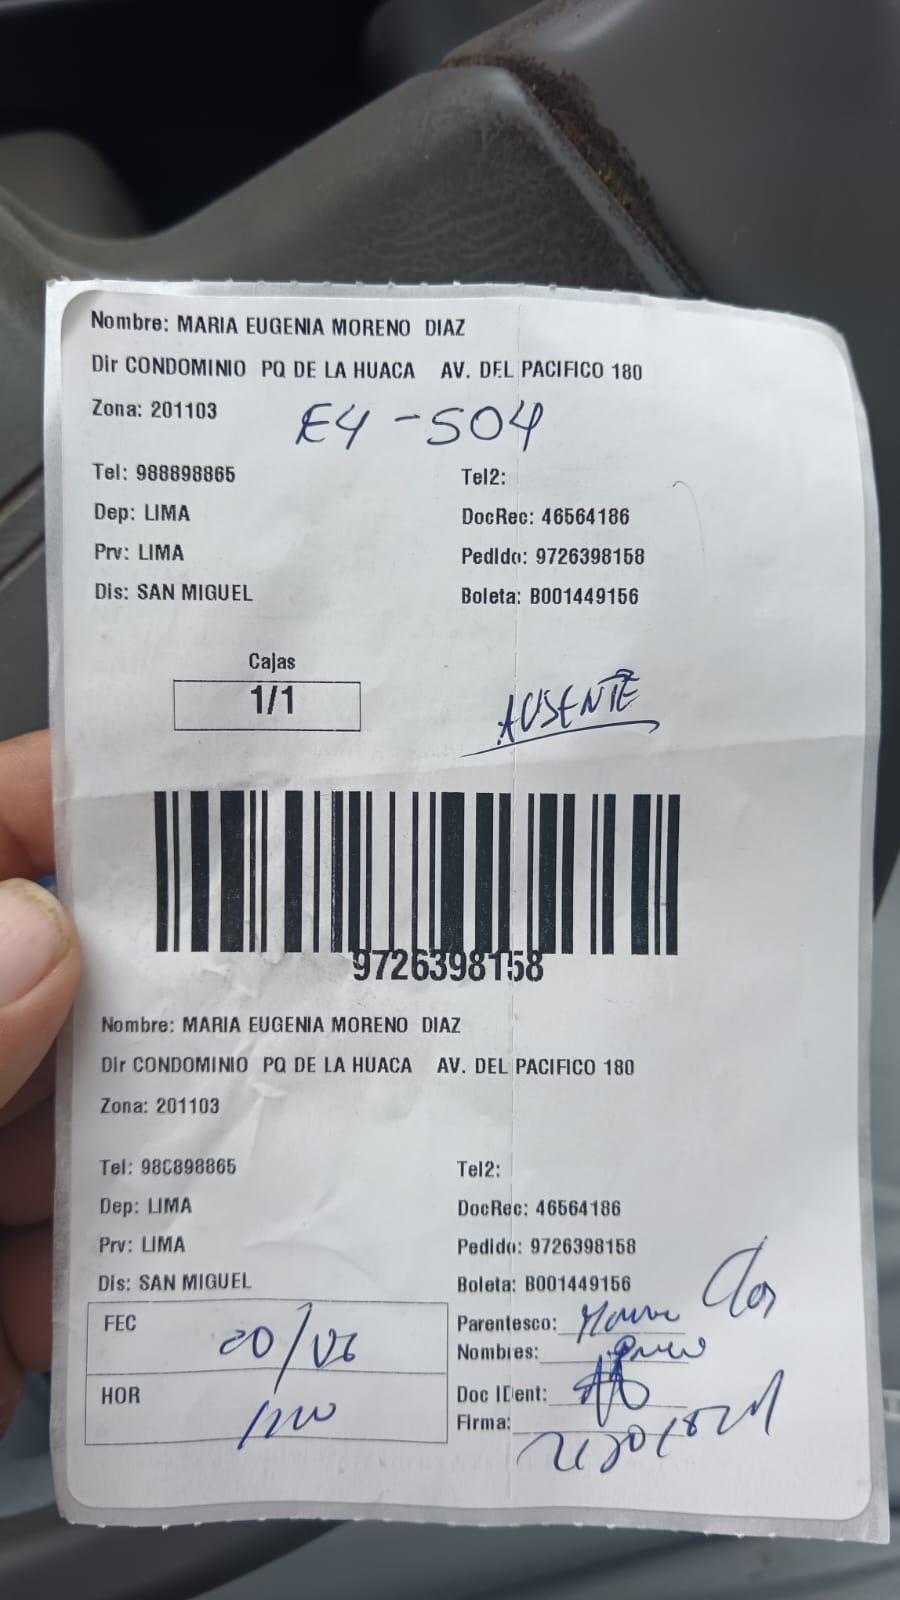 Nombre: MARIA EUGENIA MORENO DIAZ
Dir CONDOMINIO PQ DE LA HUACA AV. DEL PACIFICO 180
Zona: 201103
E4-504
Tel: 988898865 Tel2:
Dep: LIMA DocRec: 46564186
Prv: LIMA Pedido: 9726398158
Dis: SAN MIGUEL Boleta: B001449156
Cajas
1/1
AUSENTE
9726398158
Nombre: MARIA EUGENIA MORENO DIAZ
Dir CONDOMINIO PQ DE LA HUACA AV. DEL PACIFICO 180
Zona: 201103
Tel: 988898865 Tel2:
Dep: LIMA DocRec: 46564186
Prv: LIMA Pedido: 9726398158
Dis: SAN MIGUEL Boleta: B001449156
FEC 20/06 Parentesco:
Nombres:
HOR Doc IDent:
Firma: